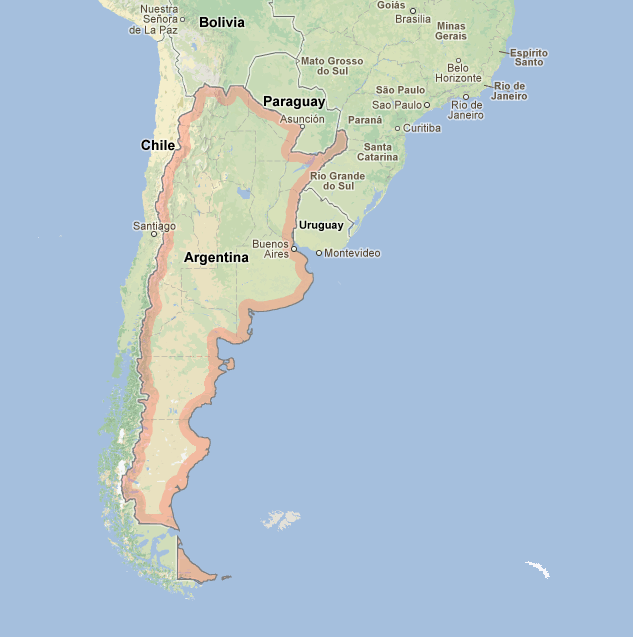 Goiás
Nuestra
Señora
de La Paz
Bolivia
Brasilia
Minas
Gerais
Espirito
Santo
Mato Grosso
do Sul
Belo
Horizonte
Rio de
Janeiro
São Paulo
Paraguay
Sao Paulo
Rio de
Janeiro
Asunción
Paraná
Curitiba
Chile
Santa
Catarina
Rio Grande
do Sul
Santiago
Uruguay
Buenos
Aires
Montevideo
Argentina